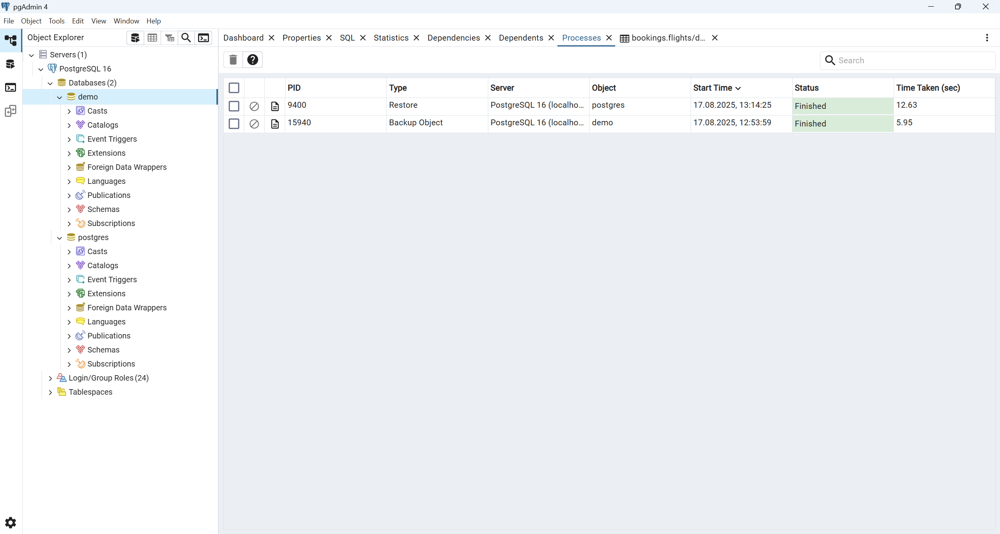 pgAdmin 4
File Object Tools Edit View Window Help
Object Explorer
Dashboard Properties SQL Statistics Dependencies Dependents Processes bookings.flights/d...
Search
Servers (1)
PostgreSQL 16
Databases (2)
demo
Casts
Catalogs
Event Triggers
Extensions
Foreign Data Wrappers
Languages
Publications
Schemas
Subscriptions
postgres
Casts
Catalogs
Event Triggers
Extensions
Foreign Data Wrappers
Languages
Publications
Schemas
Subscriptions
Login/Group Roles (24)
Tablespaces
PID Type Server Object Start Time Status Time Taken (sec)
9400 Restore PostgreSQL 16 (localho... postgres 17.08.2025, 13:14:25 Finished 12.63
15940 Backup Object PostgreSQL 16 (localho... demo 17.08.2025, 12:53:59 Finished 5.95